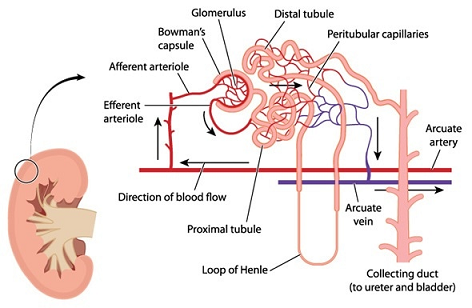 Glomerulus
Distal tubule
Bowman's
capsule
Peritubular capillaries
Afferent arteriole
Efferent
arteriole
Arcuate
artery
Direction of blood flow
Arcuate
vein
Proximal tubule
Loop of Henle
Collecting duct
(to ureter and bladder)